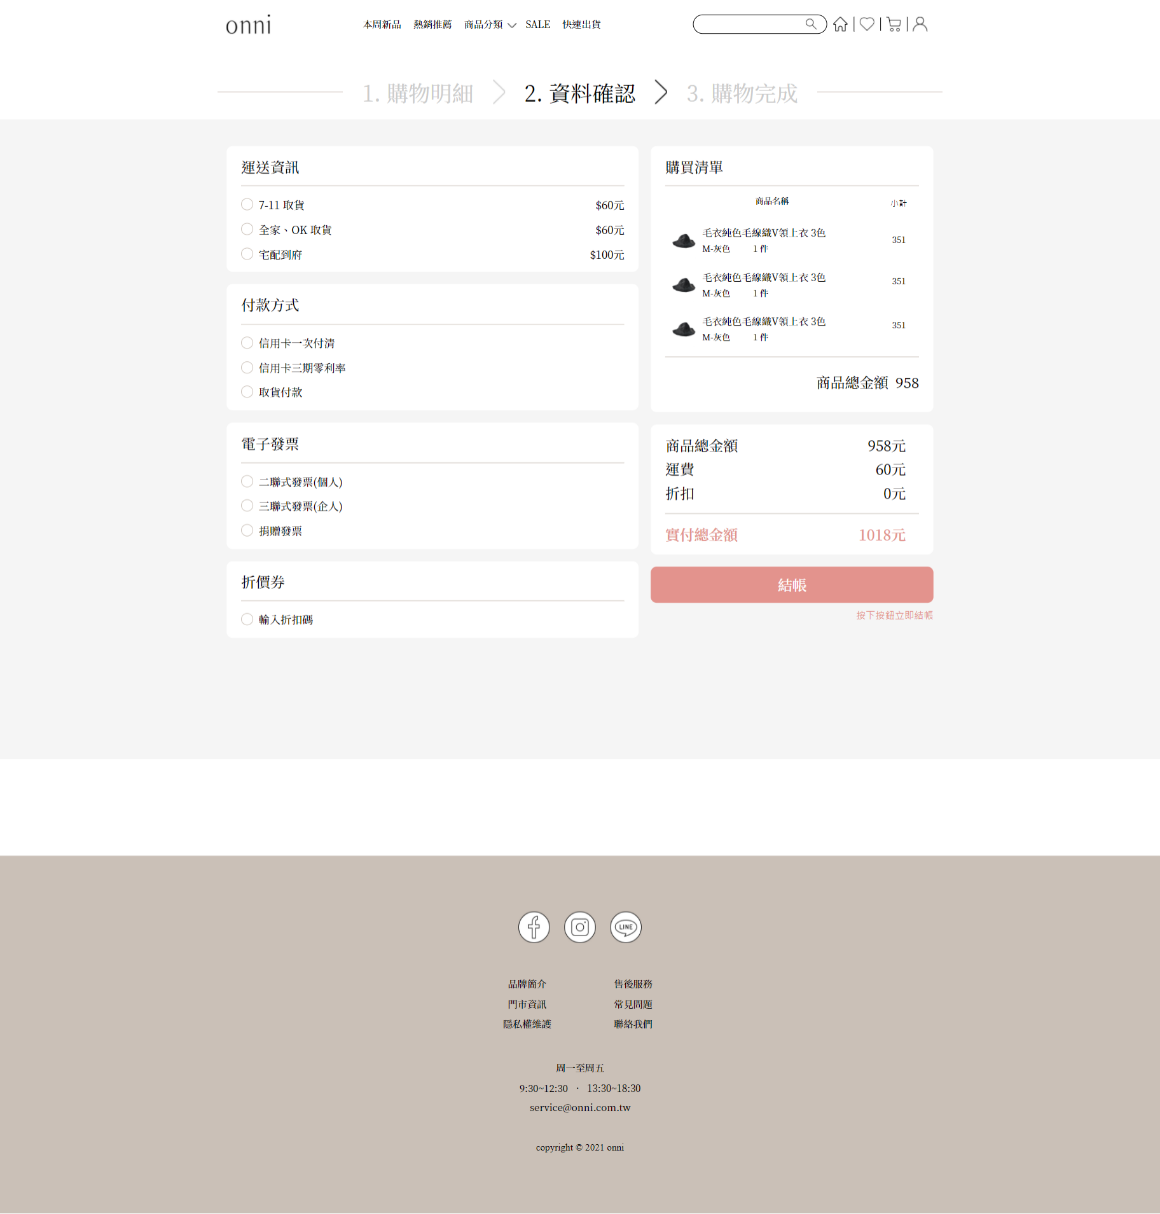 onni
本周新品 熱銷推薦 商品分類 SALE 快速出貨
1. 購物明細 2. 資料確認 3. 購物完成
運送資訊
7-11 取貨 $60元
全家、OK 取貨 $60元
宅配到府 $100元
付款方式
信用卡一次付清
信用卡三期零利率
取貨付款
電子發票
二聯式發票(個人)
三聯式發票(企人)
捐贈發票
折價券
輸入折扣碼
購買清單
商品名稱 小計
毛衣純色毛線織V領上衣 3色 351
M-灰色 1 件
毛衣純色毛線織V領上衣 3色 351
M-灰色 1 件
毛衣純色毛線織V領上衣 3色 351
M-灰色 1 件
商品總金額 958
商品總金額 958元
運費 60元
折扣 0元
實付總金額 1018元
結帳
按下按鈕立即結帳
LINE
品牌簡介 售後服務
門市資訊 常見問題
隱私權維護 聯絡我們
周一至周五
9:30~12:30 · 13:30~18:30
service@onni.com.tw
copyright © 2021 onni